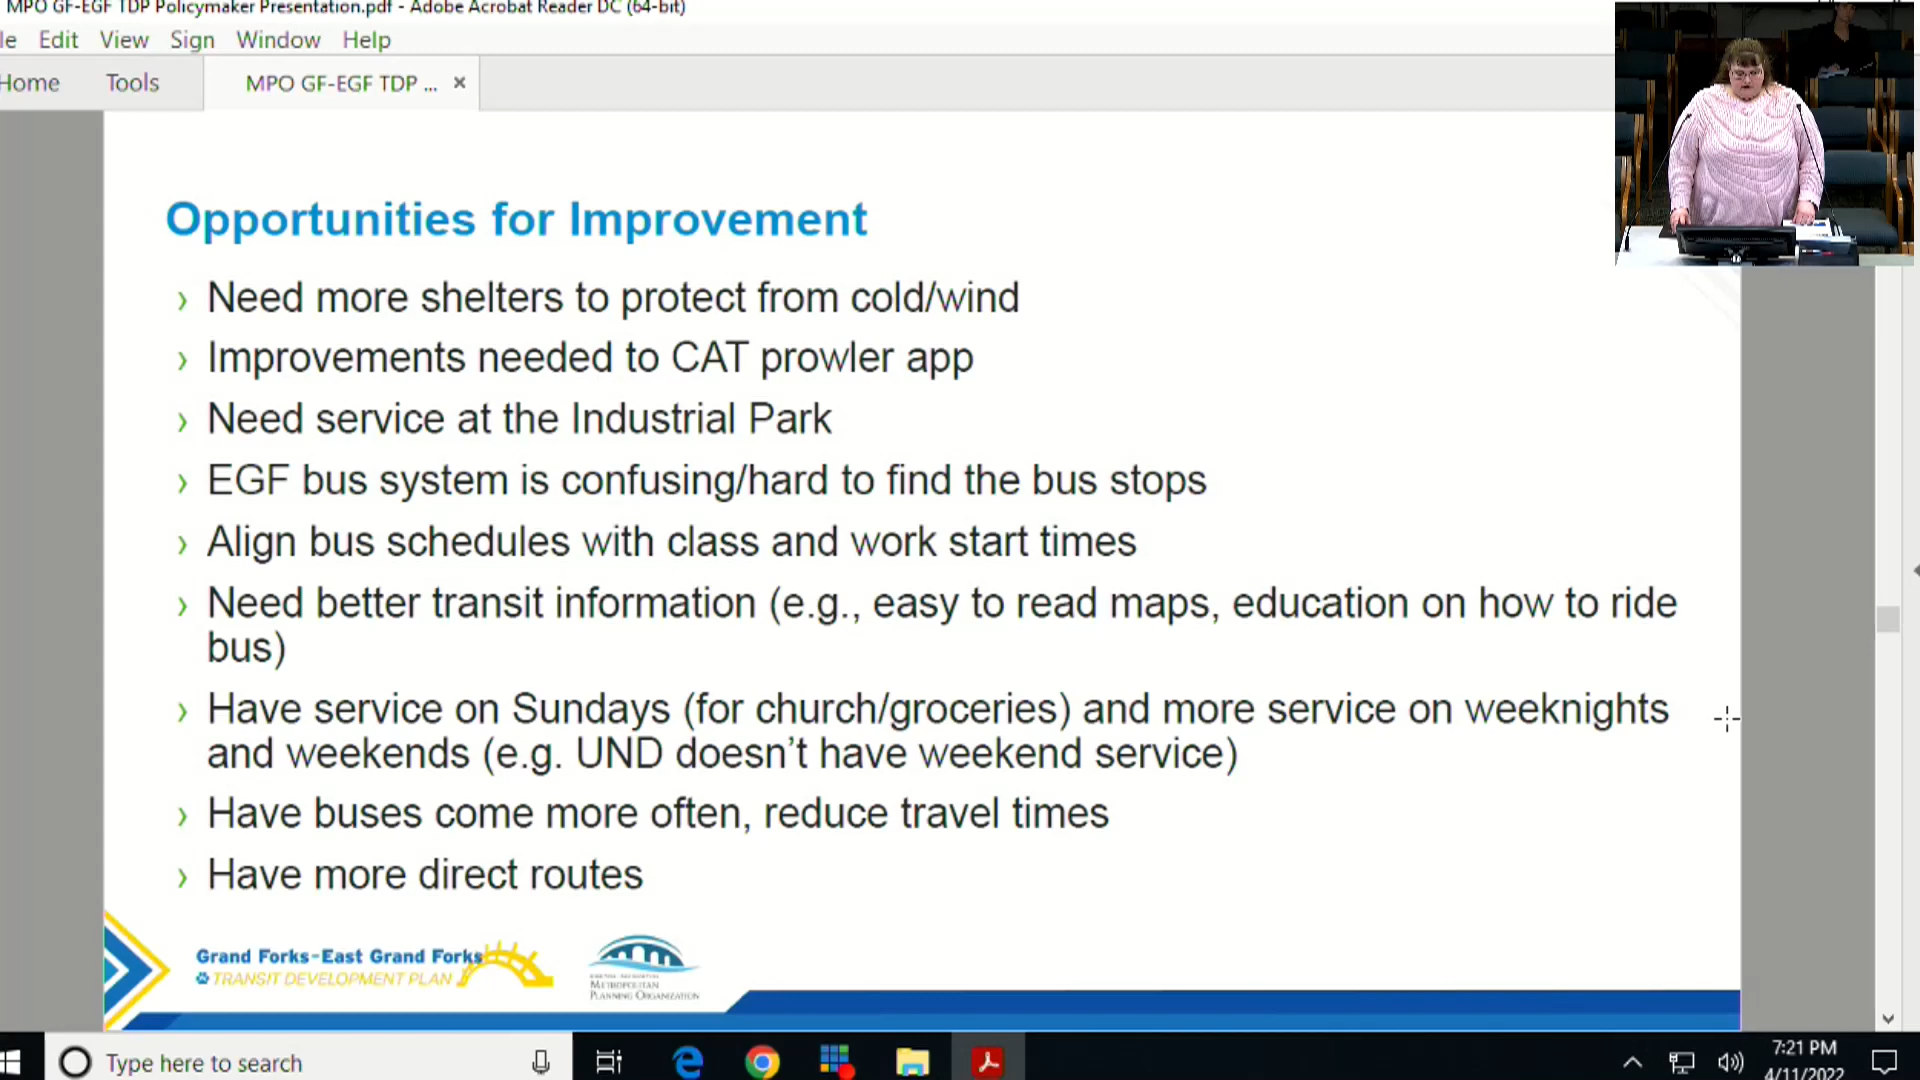 MPO GF-EGF TDP Policymaker Presentation.pdf - Adobe Acrobat Reader DC (64-bit)
le Edit View Sign Window Help
Home Tools MPO GF-EGF TDP ... ×
Opportunities for Improvement
› Need more shelters to protect from cold/wind
› Improvements needed to CAT prowler app
› Need service at the Industrial Park
› EGF bus system is confusing/hard to find the bus stops
› Align bus schedules with class and work start times
› Need better transit information (e.g., easy to read maps, education on how to ride
bus)
› Have service on Sundays (for church/groceries) and more service on weeknights
and weekends (e.g. UND doesn’t have weekend service)
› Have buses come more often, reduce travel times
› Have more direct routes
Grand Forks-East Grand Forks
TRANSIT DEVELOPMENT PLAN
METROPOLITAN
PLANNING ORGANIZATION
Type here to search
7:21 PM
4/11/2022